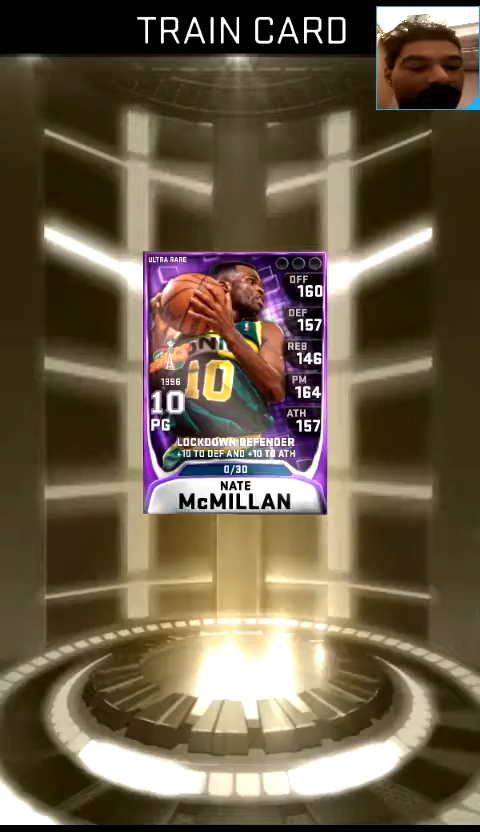 TRAIN CARD
ULTRA RARE
OFF
160
DEF
157
REB
146
PM
164
ATH
157
1996
10
PG
10
LOCKDOWN DEFENDER
+10 TO DEF AND +10 TO ATH
0/30
NATE
McMILLAN